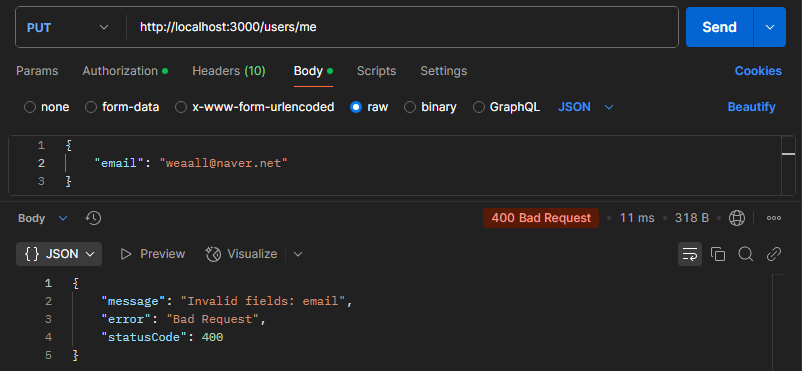 PUT http://localhost:3000/users/me Send
Params Authorization Headers (10) Body Scripts Settings Cookies
none form-data x-www-form-urlencoded raw binary GraphQL JSON Beautify
1 {
2 "email": "weaall@naver.net"
3 }
Body 400 Bad Request • 11 ms • 318 B •
{} JSON Preview Visualize
1 {
2 "message": "Invalid fields: email",
3 "error": "Bad Request",
4 "statusCode": 400
5 }